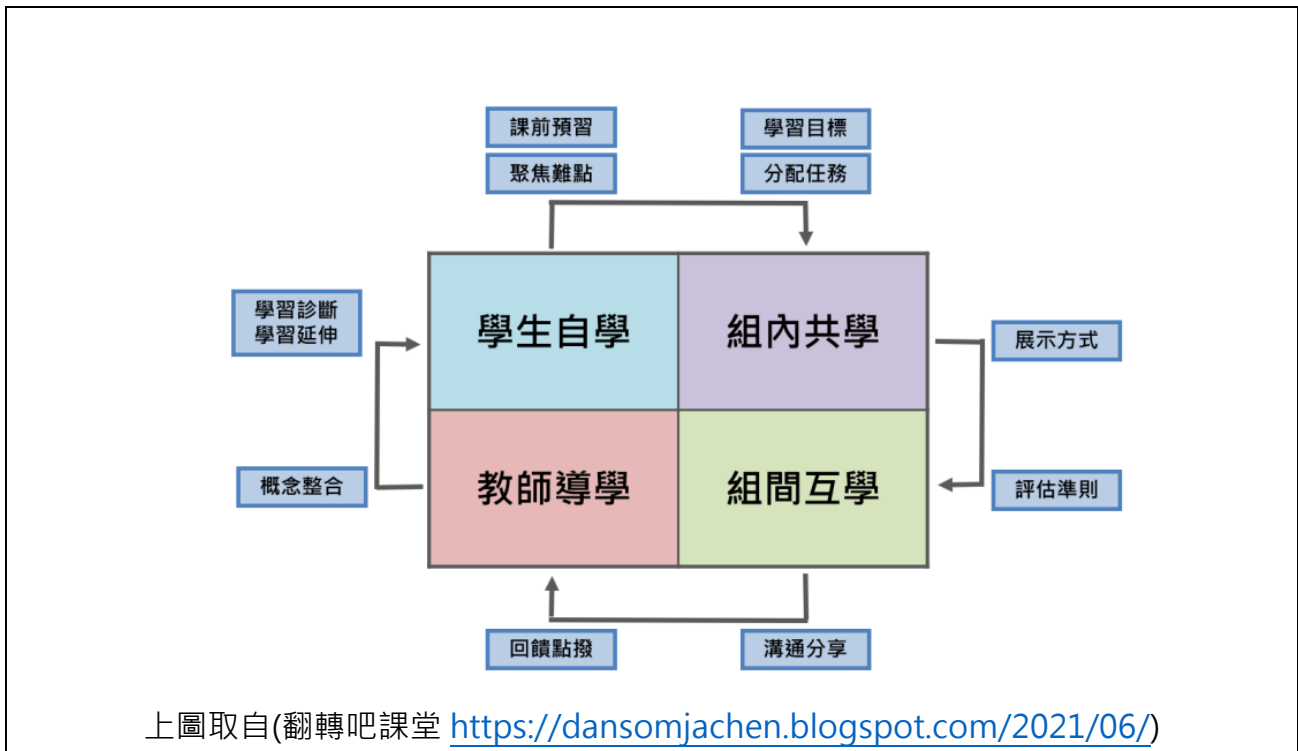 課前預習
學習目標
聚焦難點
分配任務
學習診斷
學習延伸
學生自學
組內共學
展示方式
概念整合
教師導學
組間互學
評估準則
回饋點撥
溝通分享
上圖取自(翻轉吧課堂 https://dansomjachen.blogspot.com/2021/06/)